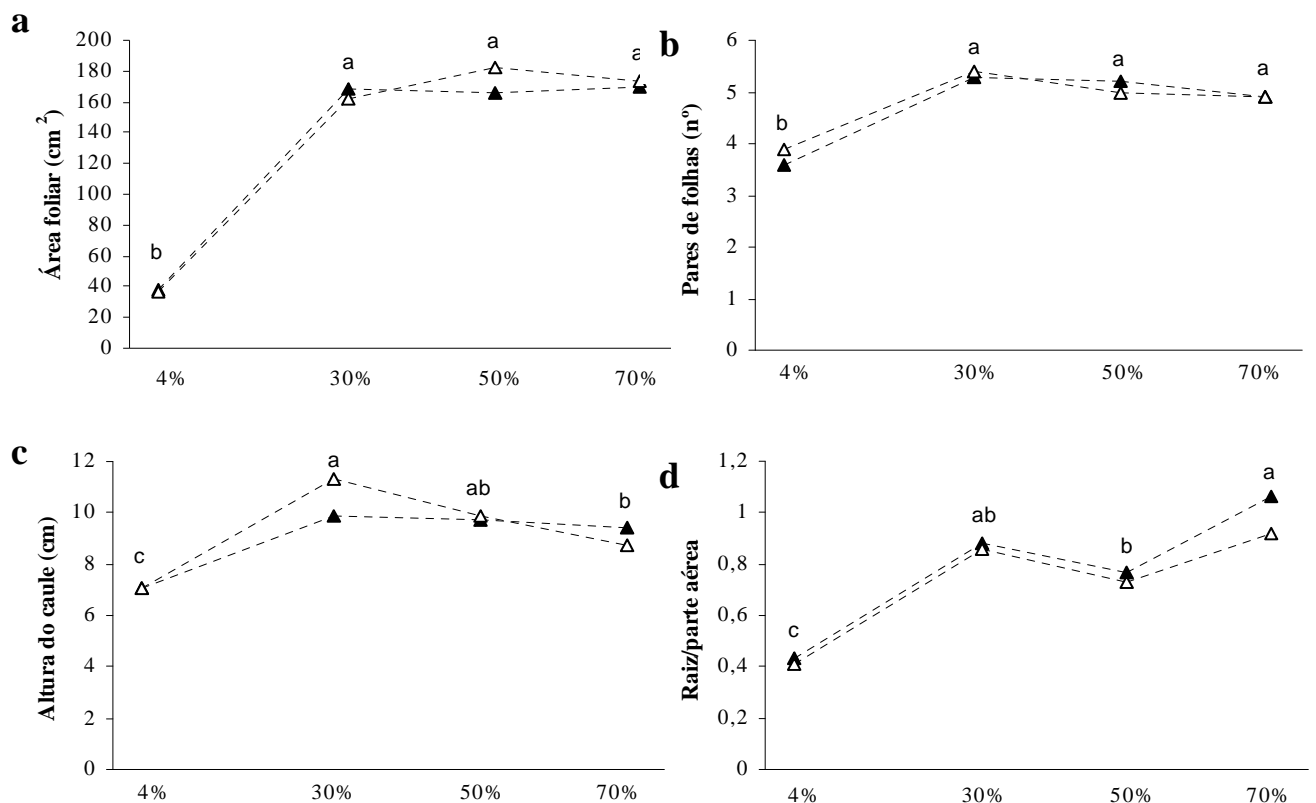 a
Área foliar (cm 2)
200
180
160
140
120
100
80
60
40
20
0
b
a
a
a
4%
30%
50%
70%
b
Pares de folhas (nº)
6
5
4
3
2
1
0
b
a
a
a
4%
30%
50%
70%
c
Altura do caule (cm)
12
10
8
6
4
2
0
c
a
ab
b
4%
30%
50%
70%
d
Raiz/parte aérea
1,2
1
0,8
0,6
0,4
0,2
0
c
ab
b
a
4%
30%
50%
70%